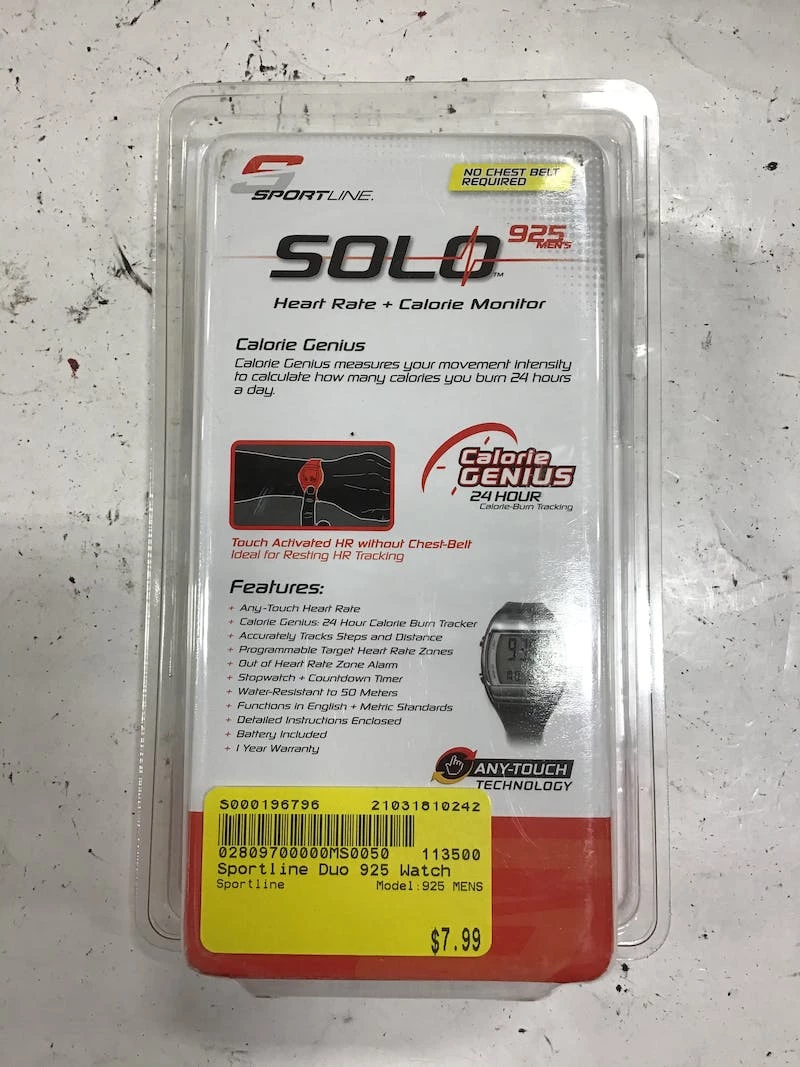 SPORTLINE.
NO CHEST BELT
REQUIRED
SOLO™ 925
MEN'S
Heart Rate + Calorie Monitor
Calorie Genius
Calorie Genius measures your movement intensity
to calculate how many calories you burn 24 hours
a day.
Calorie
GENIUS
24 HOUR
Calorie-Burn Tracking
Touch Activated HR without Chest-Belt
Ideal for Resting HR Tracking
Features:
+ Any-Touch Heart Rate
+ Calorie Genius: 24 Hour Calorie Burn Tracker
+ Accurately Tracks Steps and Distance
+ Programmable Target Heart Rate Zones
+ Out of Heart Rate Zone Alarm
+ Stopwatch + Countdown Timer
+ Water-Resistant to 50 Meters
+ Functions in English + Metric Standards
+ Detailed Instructions Enclosed
+ Battery Included
+ 1 Year Warranty
ANY-TOUCH
TECHNOLOGY
S000196796 21031810242
02809700000MS0050 113500
Sportline Duo 925 Watch
Sportline Model:925 MENS
$7.99